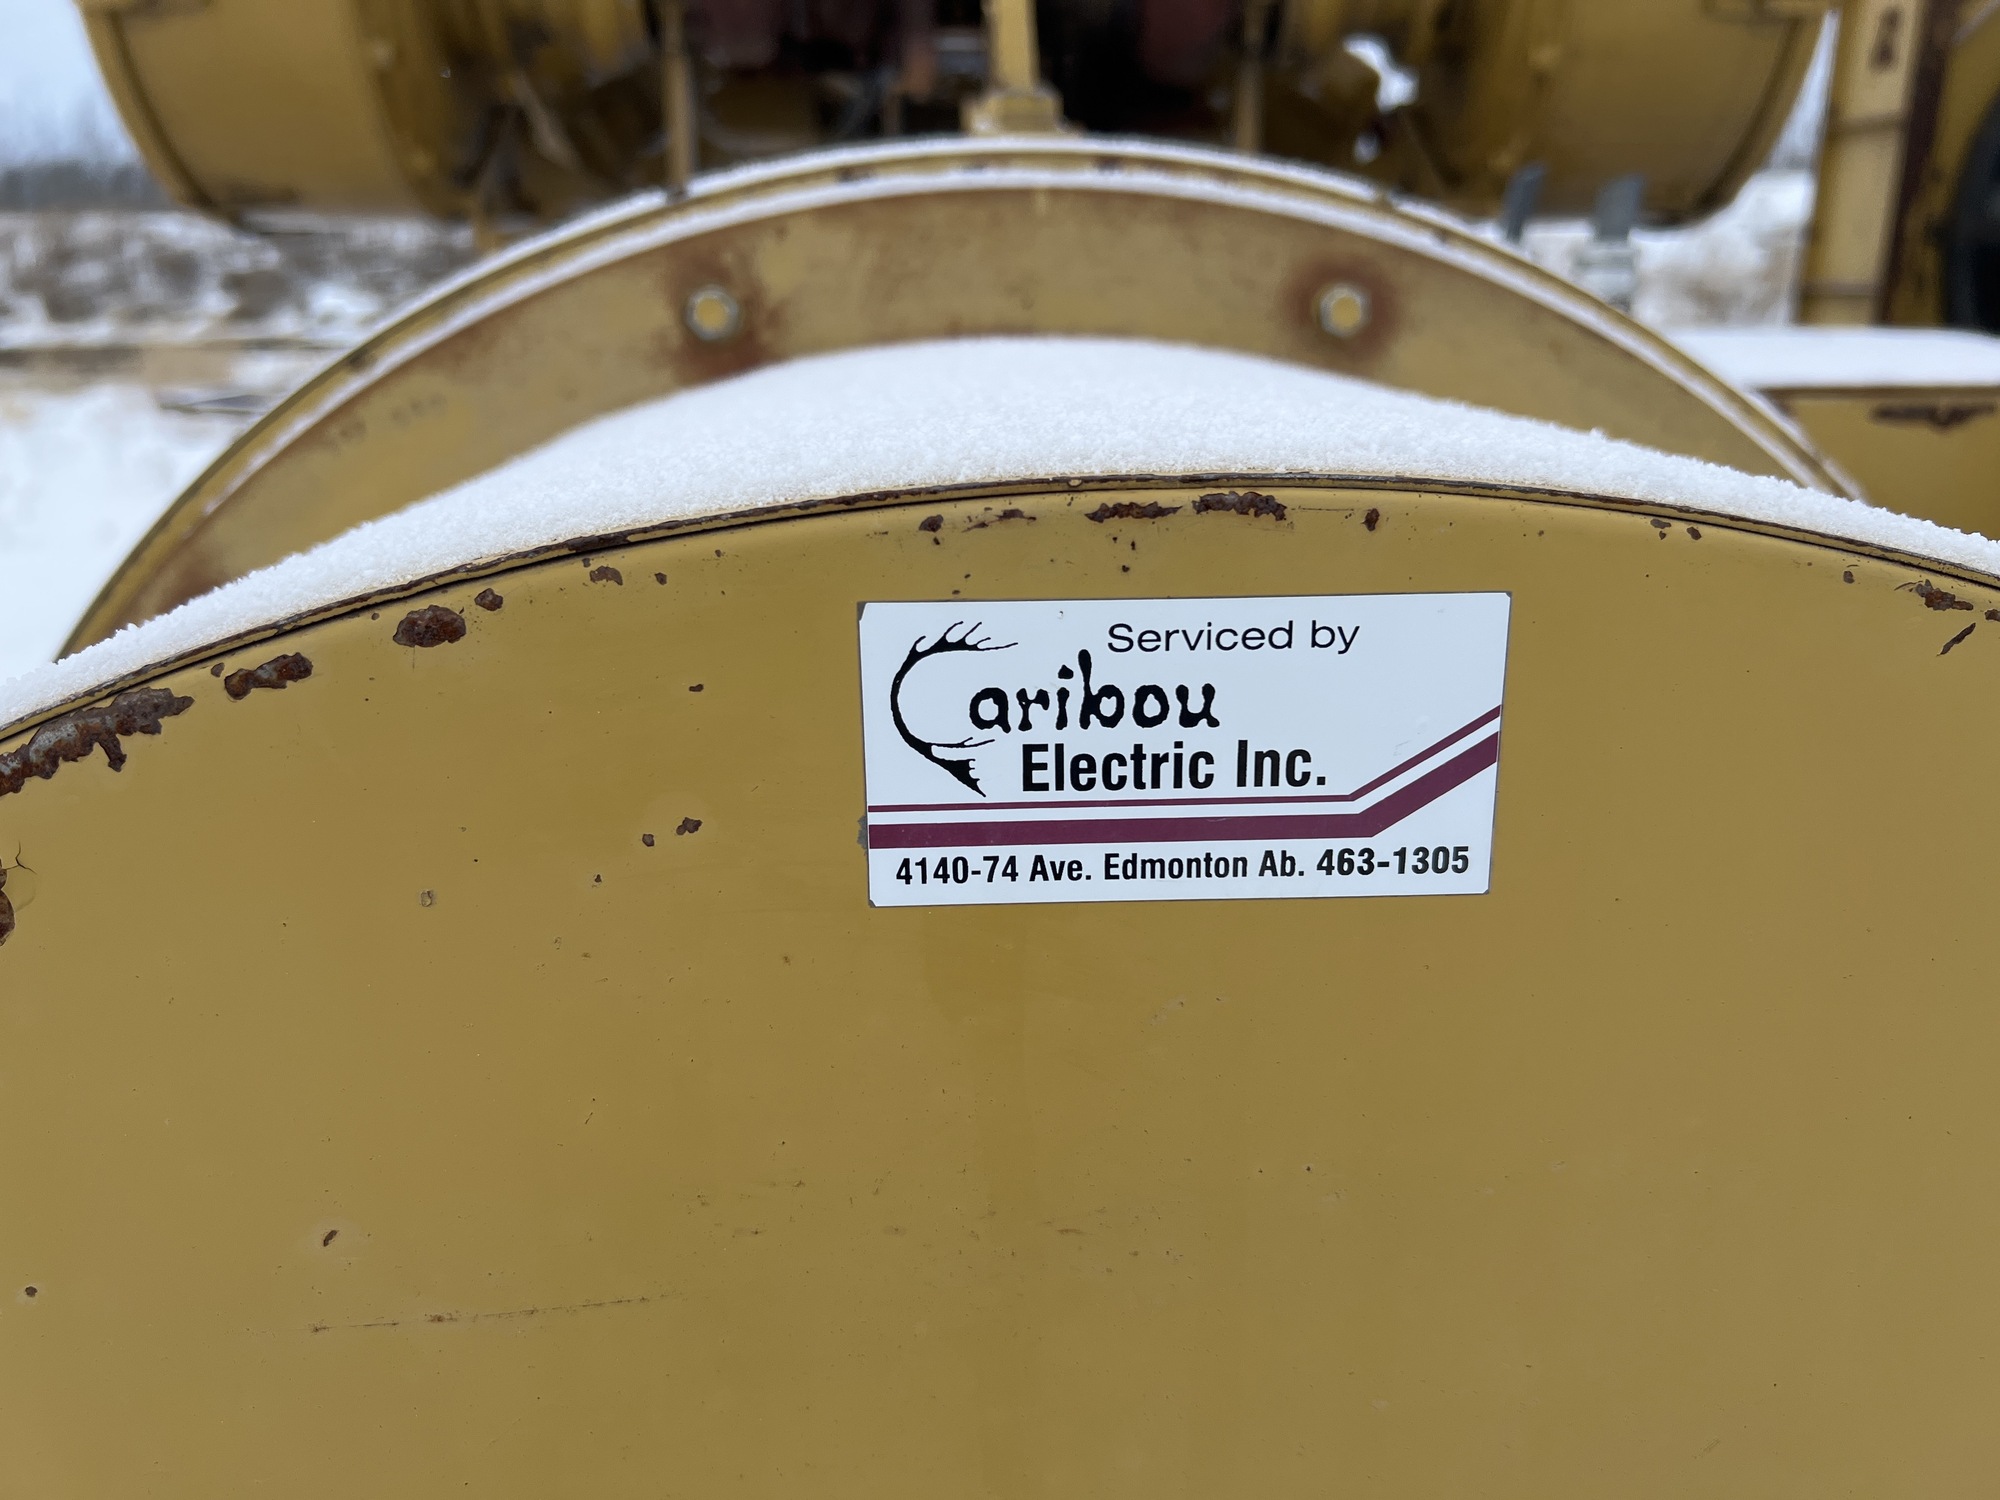 Serviced by
Caribou
Electric Inc.
4140-74 Ave. Edmonton Ab. 463-1305